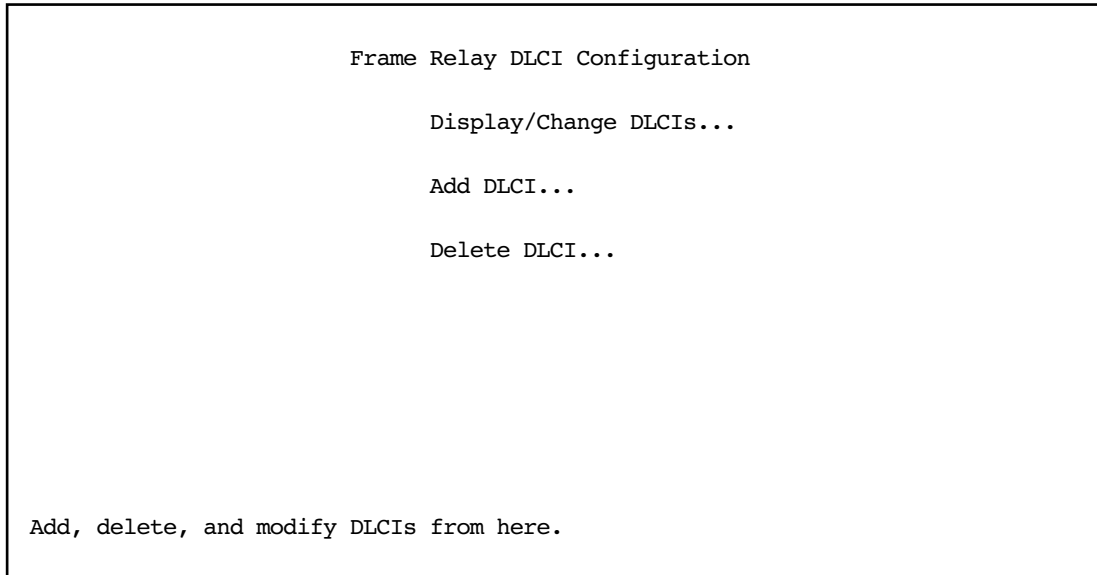 Frame Relay DLCI Configuration
Display/Change DLCIs...
Add DLCI...
Delete DLCI...
Add, delete, and modify DLCIs from here.